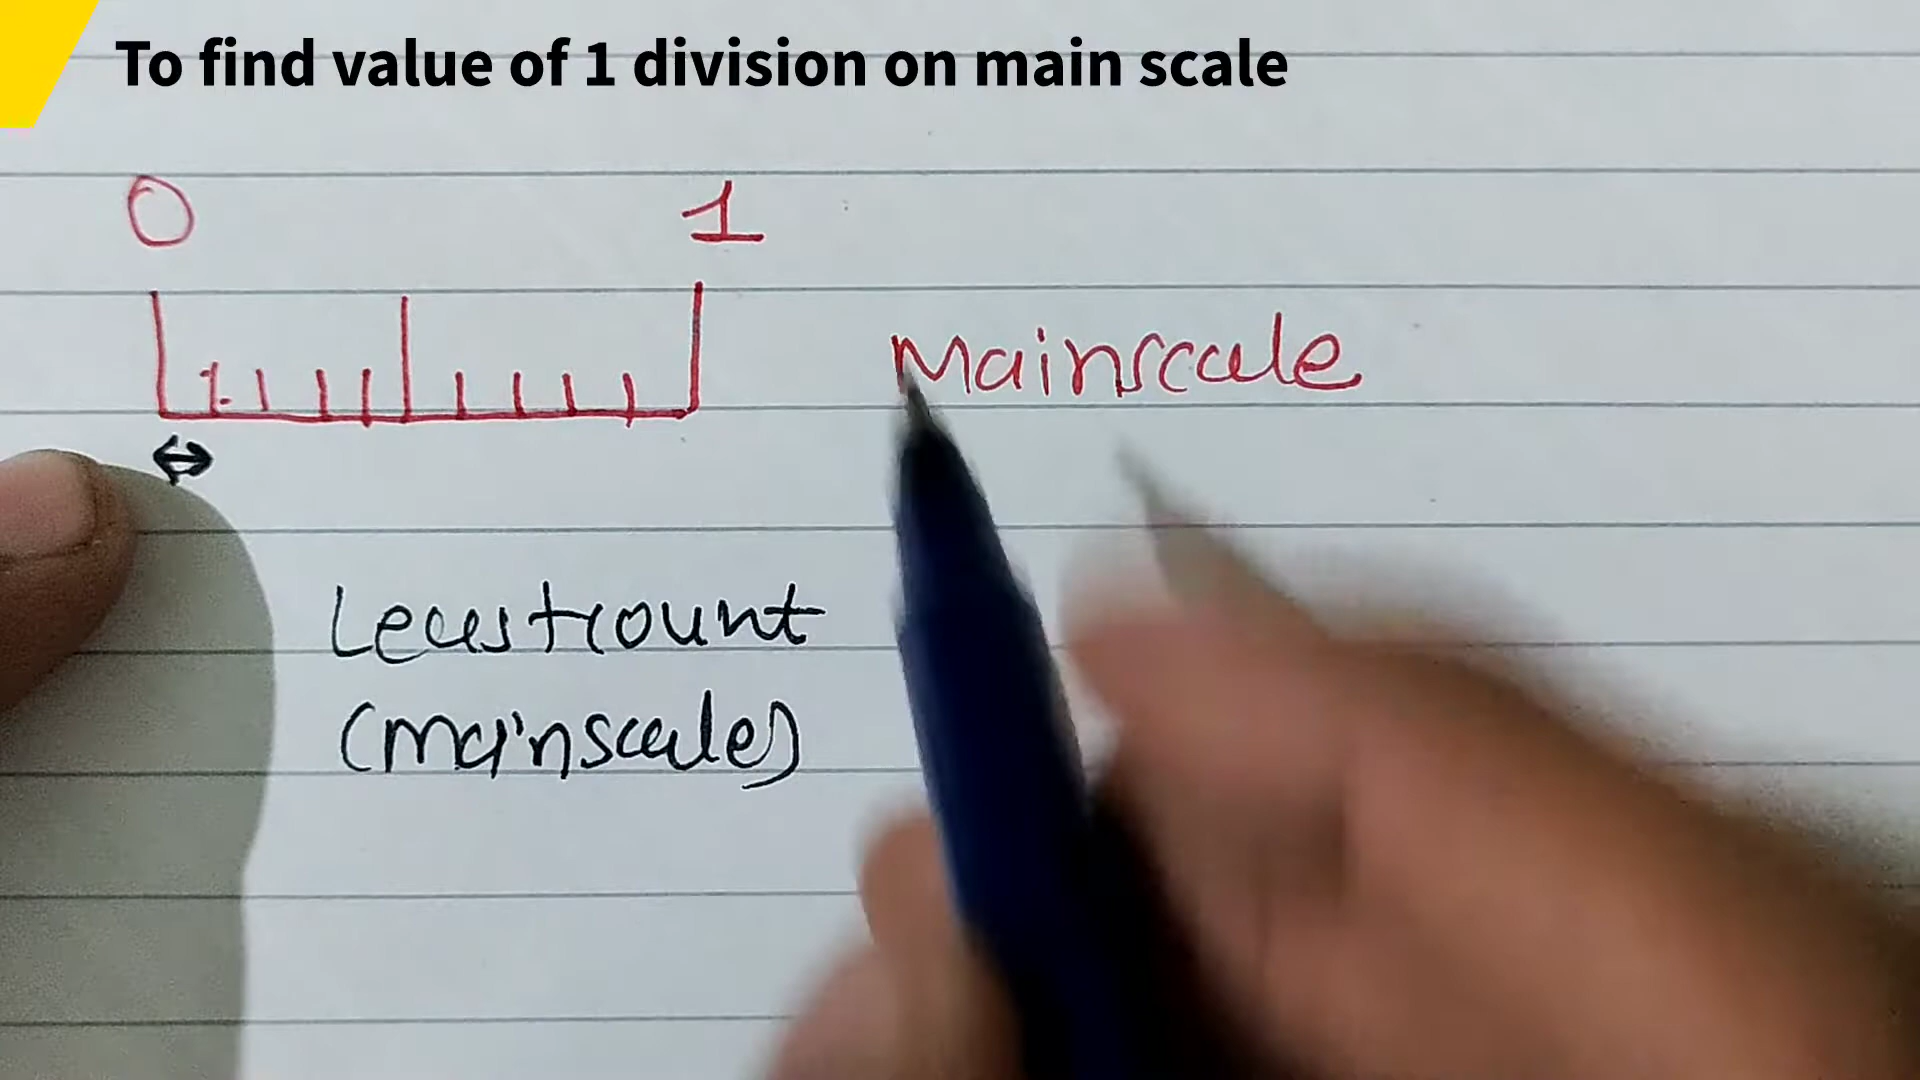 To find value of 1 division on main scale
0 1
Mainscale
Leastcount
(mainscale)